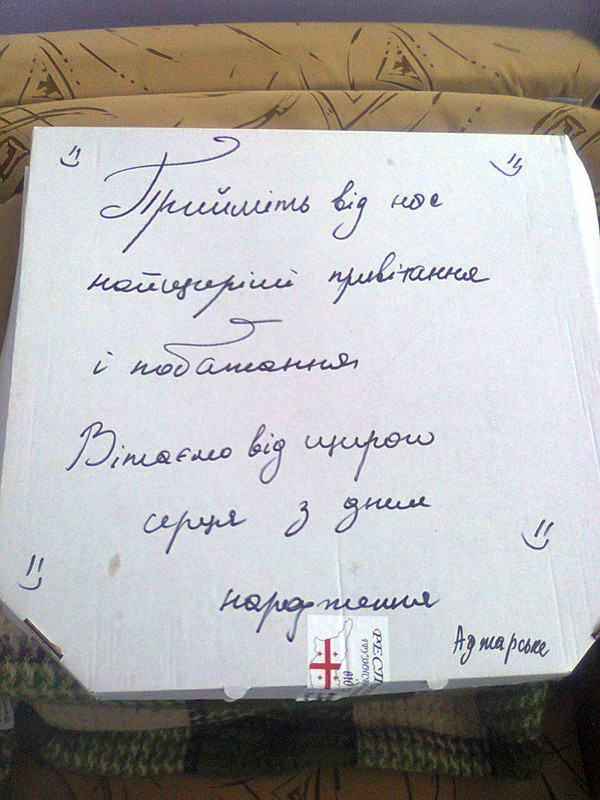 Прийміть від нас
найщиріші привітання
і побажання
Вітаємо від щирого
серця з днем
народження
Аджарське